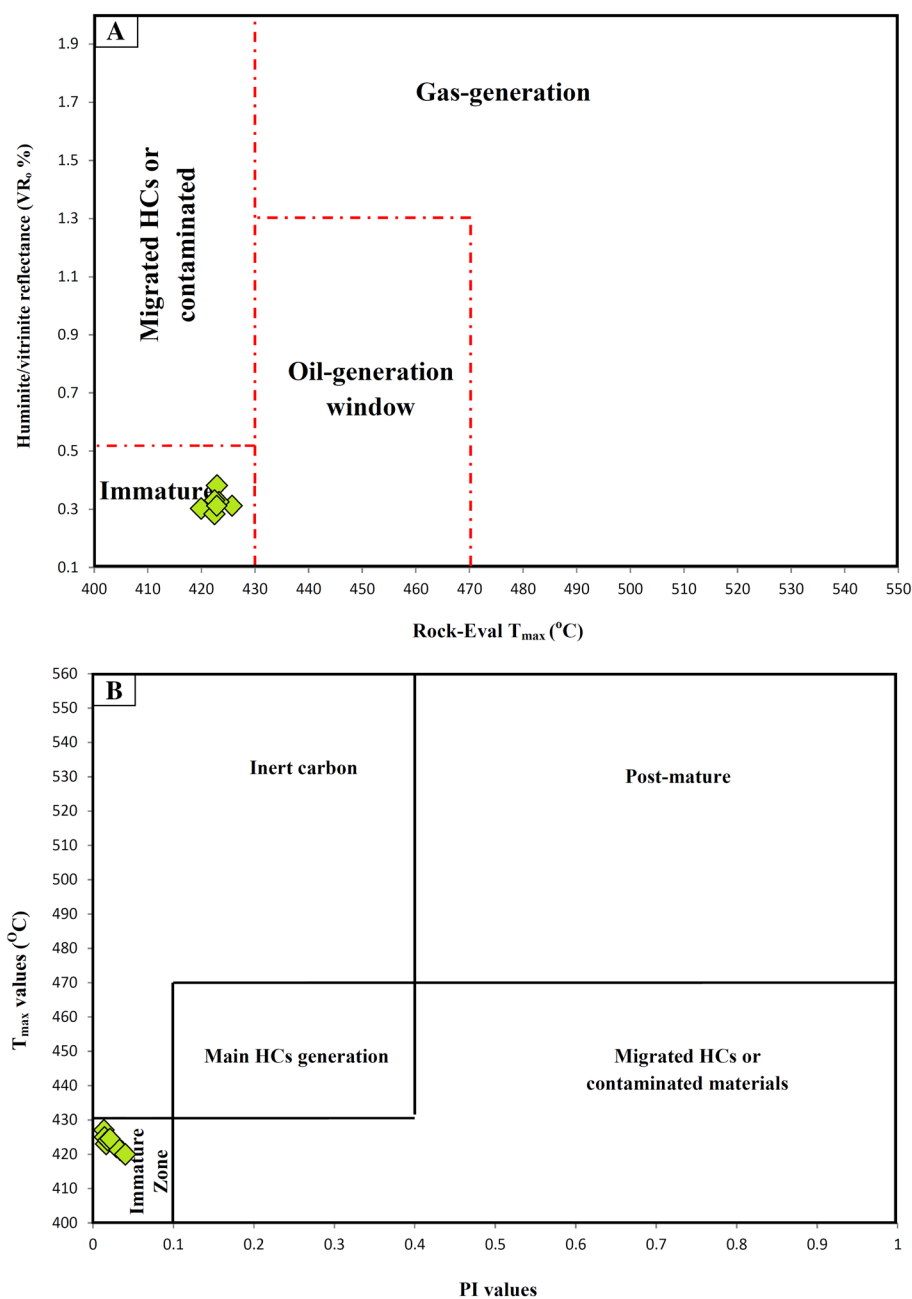 A
1.9
1.7
1.5
1.3
1.1
0.9
0.7
0.5
0.3
0.1
Huminite/vitrinite reflectance (VRₒ %)
Gas-generation
Migrated HCs or
contaminated
Oil-generation
window
Immature
400 410 420 430 440 450 460 470 480 490 500 510 520 530 540 550
Rock-Eval Tmax (°C)
B
560
550
540
530
520
510
500
490
480
470
460
450
440
430
420
410
400
Tmax values (OC)
Inert carbon
Post-mature
Main HCs generation
Migrated HCs or
contaminated materials
Immature
Zone
0 0.1 0.2 0.3 0.4 0.5 0.6 0.7 0.8 0.9 1
PI values